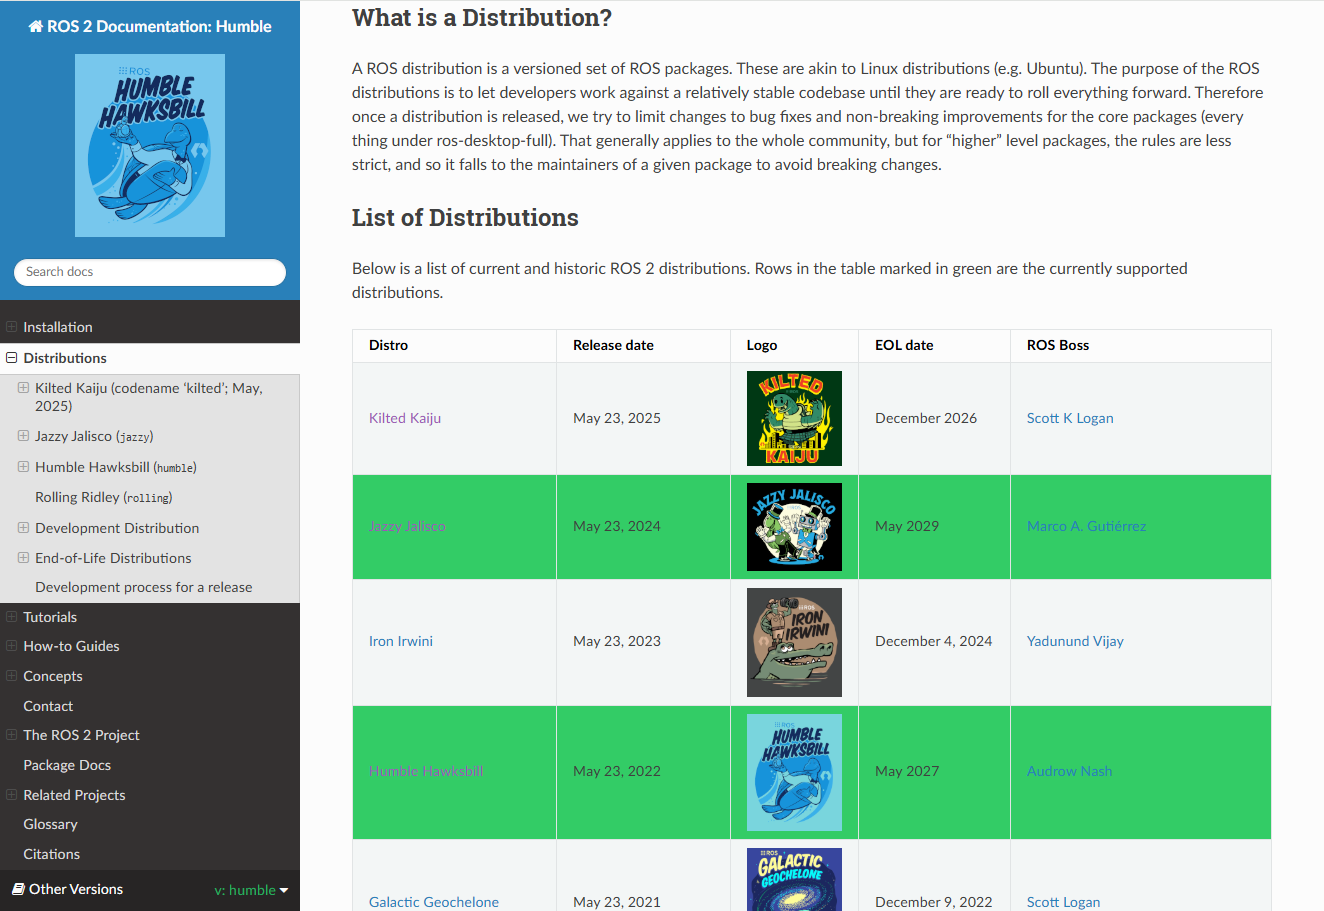 ROS 2 Documentation: Humble
ROS
HUMBLE
HAWKSBILL
Search docs
Installation
Distributions
Kilted Kaiju (codename ‘kilted’; May,
2025)
Jazzy Jalisco (jazzy)
Humble Hawksbill (humble)
Rolling Ridley (rolling)
Development Distribution
End-of-Life Distributions
Development process for a release
Tutorials
How-to Guides
Concepts
Contact
The ROS 2 Project
Package Docs
Related Projects
Glossary
Citations
Other Versions v: humble
What is a Distribution?
A ROS distribution is a versioned set of ROS packages. These are akin to Linux distributions (e.g. Ubuntu). The purpose of the ROS
distributions is to let developers work against a relatively stable codebase until they are ready to roll everything forward. Therefore
once a distribution is released, we try to limit changes to bug fixes and non-breaking improvements for the core packages (every
thing under ros-desktop-full). That generally applies to the whole community, but for “higher” level packages, the rules are less
strict, and so it falls to the maintainers of a given package to avoid breaking changes.
List of Distributions
Below is a list of current and historic ROS 2 distributions. Rows in the table marked in green are the currently supported
distributions.
Distro Release date Logo EOL date ROS Boss
KILTED
Kilted Kaiju May 23, 2025 December 2026 Scott K Logan
KAIJU
JAZZY JALISCO
Jazzy Jalisco May 23, 2024 May 2029 Marco A. Gutiérrez
ROS
IRON
IRWINI
Iron Irwini May 23, 2023 December 4, 2024 Yadunund Vijay
ROS
HUMBLE
HAWKSBILL
Humble Hawksbill May 23, 2022 May 2027 Audrow Nash
ROS
GALACTIC
GEOCHELONE
Galactic Geochelone May 23, 2021 December 9, 2022 Scott Logan